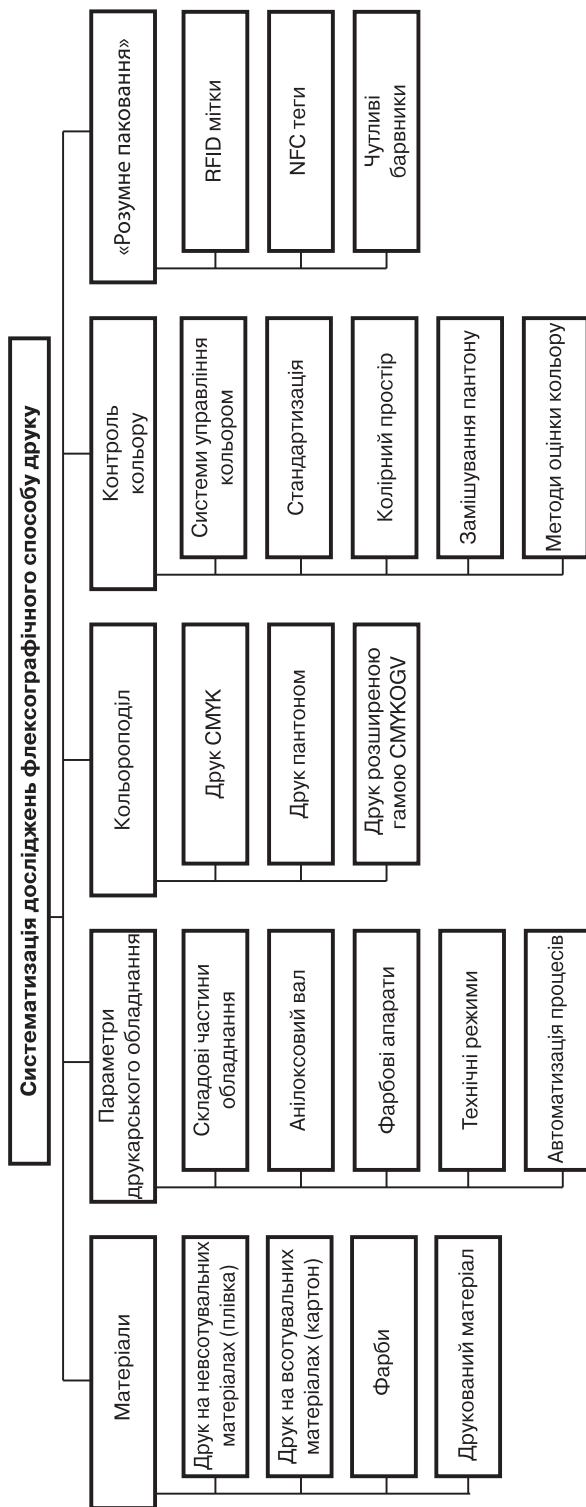 Систематизація досліджень флексографічного способу друку
Матеріали
Друк на невсотувальних
матеріалах (плівка)
Друк на всотувальних
матеріалах (картон)
Фарби
Друкований матеріал
Параметри
друкарського обладнання
Складові частини
обладнання
Анілоксовий вал
Фарбові апарати
Технічні режими
Автоматизація процесів
Кольороподіл
Друк CMYK
Друк пантоном
Друк розширеною
гамою CMYKOGV
Контроль
кольору
Системи управління
кольором
Стандартизація
Колірний простір
Замішування пантону
Методи оцінки кольору
«Розумне паковання»
RFID мітки
NFC теги
Чутливі
барвники